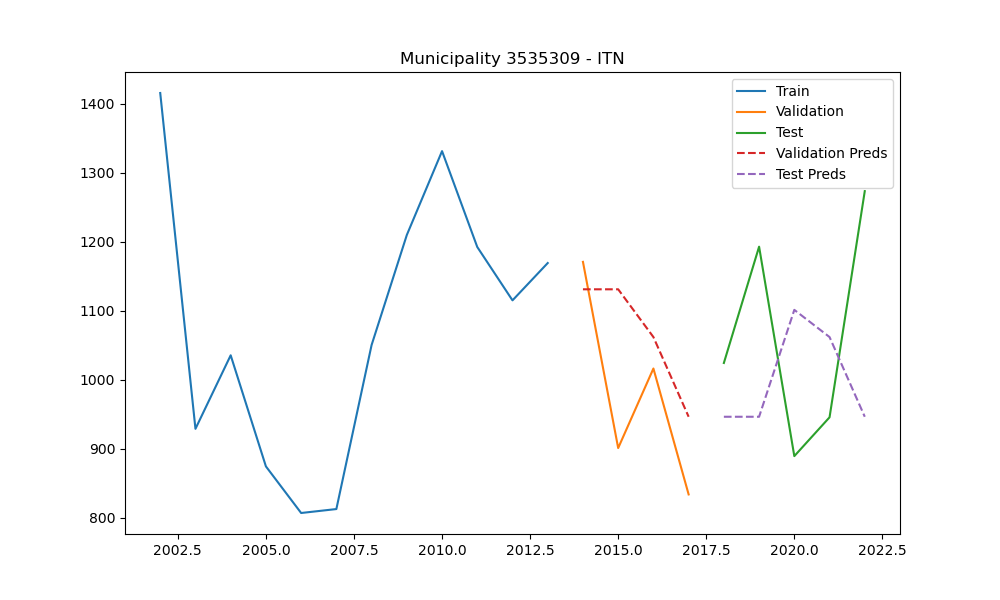 Municipality 3535309 - ITN
Train
Validation
Test
Validation Preds
Test Preds
1400
1300
1200
1100
1000
900
800
2002.5 2005.0 2007.5 2010.0 2012.5 2015.0 2017.5 2020.0 2022.5